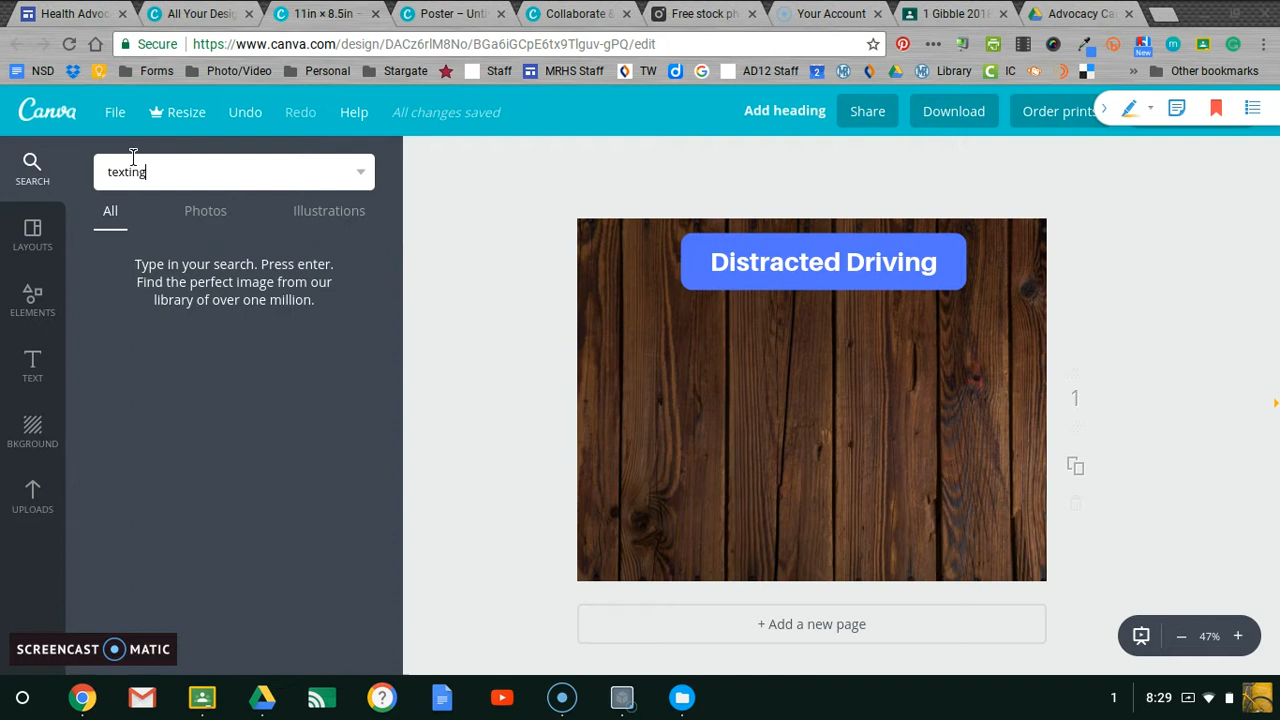 Health Advoc
All Your Desig
11in × 8.5in –
Poster – Unti
Collaborate &
Free stock ph
Your Account
1 Gibble 2018
Advocacy Ca
Secure https://www.canva.com/design/DACz6rlM8No/BGa6iGCpE6tx9Tlguv-gPQ/edit
New
NSD Forms Photo/Video Personal Stargate Staff MRHS Staff TW AD12 Staff 2 Library IC » Other bookmarks
Canva File Resize Undo Redo Help All changes saved Add heading Share Download Order prints
SEARCH
texting
All Photos Illustrations
LAYOUTS
Type in your search. Press enter.
Find the perfect image from our
library of over one million.
ELEMENTS
TEXT
BKGROUND
UPLOADS
Distracted Driving
1
+ Add a new page
47%
SCREENCAST MATIC
1 8:29